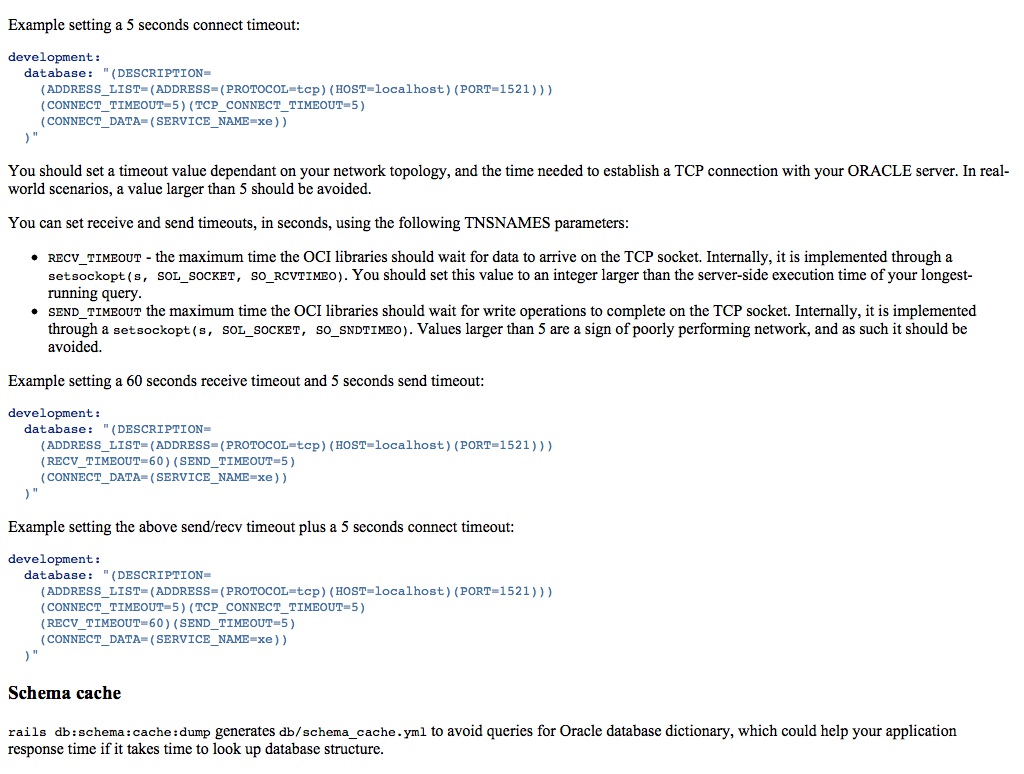 Example setting a 5 seconds connect timeout:
development:
  database: "(DESCRIPTION=
    (ADDRESS_LIST=(ADDRESS=(PROTOCOL=tcp)(HOST=localhost)(PORT=1521)))
    (CONNECT_TIMEOUT=5)(TCP_CONNECT_TIMEOUT=5)
    (CONNECT_DATA=(SERVICE_NAME=xe))
  )"
You should set a timeout value dependant on your network topology, and the time needed to establish a TCP connection with your ORACLE server. In real-
world scenarios, a value larger than 5 should be avoided.
You can set receive and send timeouts, in seconds, using the following TNSNAMES parameters:
• RECV_TIMEOUT - the maximum time the OCI libraries should wait for data to arrive on the TCP socket. Internally, it is implemented through a
setsockopt(s, SOL_SOCKET, SO_RCVTIMEO). You should set this value to an integer larger than the server-side execution time of your longest-
running query.
• SEND_TIMEOUT the maximum time the OCI libraries should wait for write operations to complete on the TCP socket. Internally, it is implemented
through a setsockopt(s, SOL_SOCKET, SO_SNDTIMEO). Values larger than 5 are a sign of poorly performing network, and as such it should be
avoided.
Example setting a 60 seconds receive timeout and 5 seconds send timeout:
development:
  database: "(DESCRIPTION=
    (ADDRESS_LIST=(ADDRESS=(PROTOCOL=tcp)(HOST=localhost)(PORT=1521)))
    (RECV_TIMEOUT=60)(SEND_TIMEOUT=5)
    (CONNECT_DATA=(SERVICE_NAME=xe))
  )"
Example setting the above send/recv timeout plus a 5 seconds connect timeout:
development:
  database: "(DESCRIPTION=
    (ADDRESS_LIST=(ADDRESS=(PROTOCOL=tcp)(HOST=localhost)(PORT=1521)))
    (CONNECT_TIMEOUT=5)(TCP_CONNECT_TIMEOUT=5)
    (RECV_TIMEOUT=60)(SEND_TIMEOUT=5)
    (CONNECT_DATA=(SERVICE_NAME=xe))
  )"
Schema cache
rails db:schema:cache:dump generates db/schema_cache.yml to avoid queries for Oracle database dictionary, which could help your application
response time if it takes time to look up database structure.